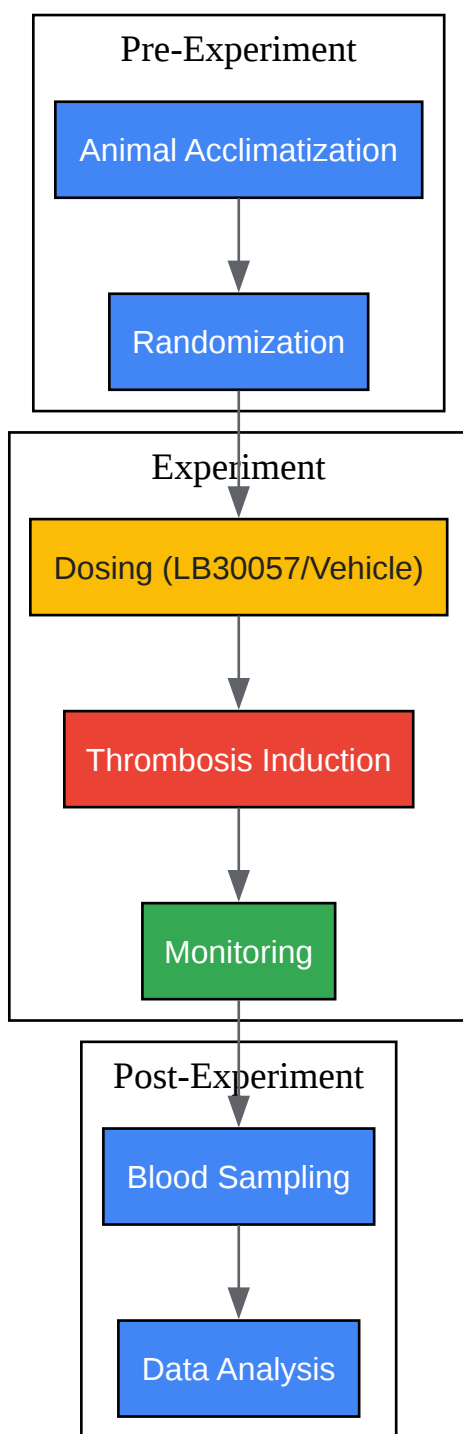 Pre-Experiment
Animal Acclimatization
Randomization
Experiment
Dosing (LB30057/Vehicle)
Thrombosis Induction
Monitoring
Post-Experiment
Blood Sampling
Data Analysis